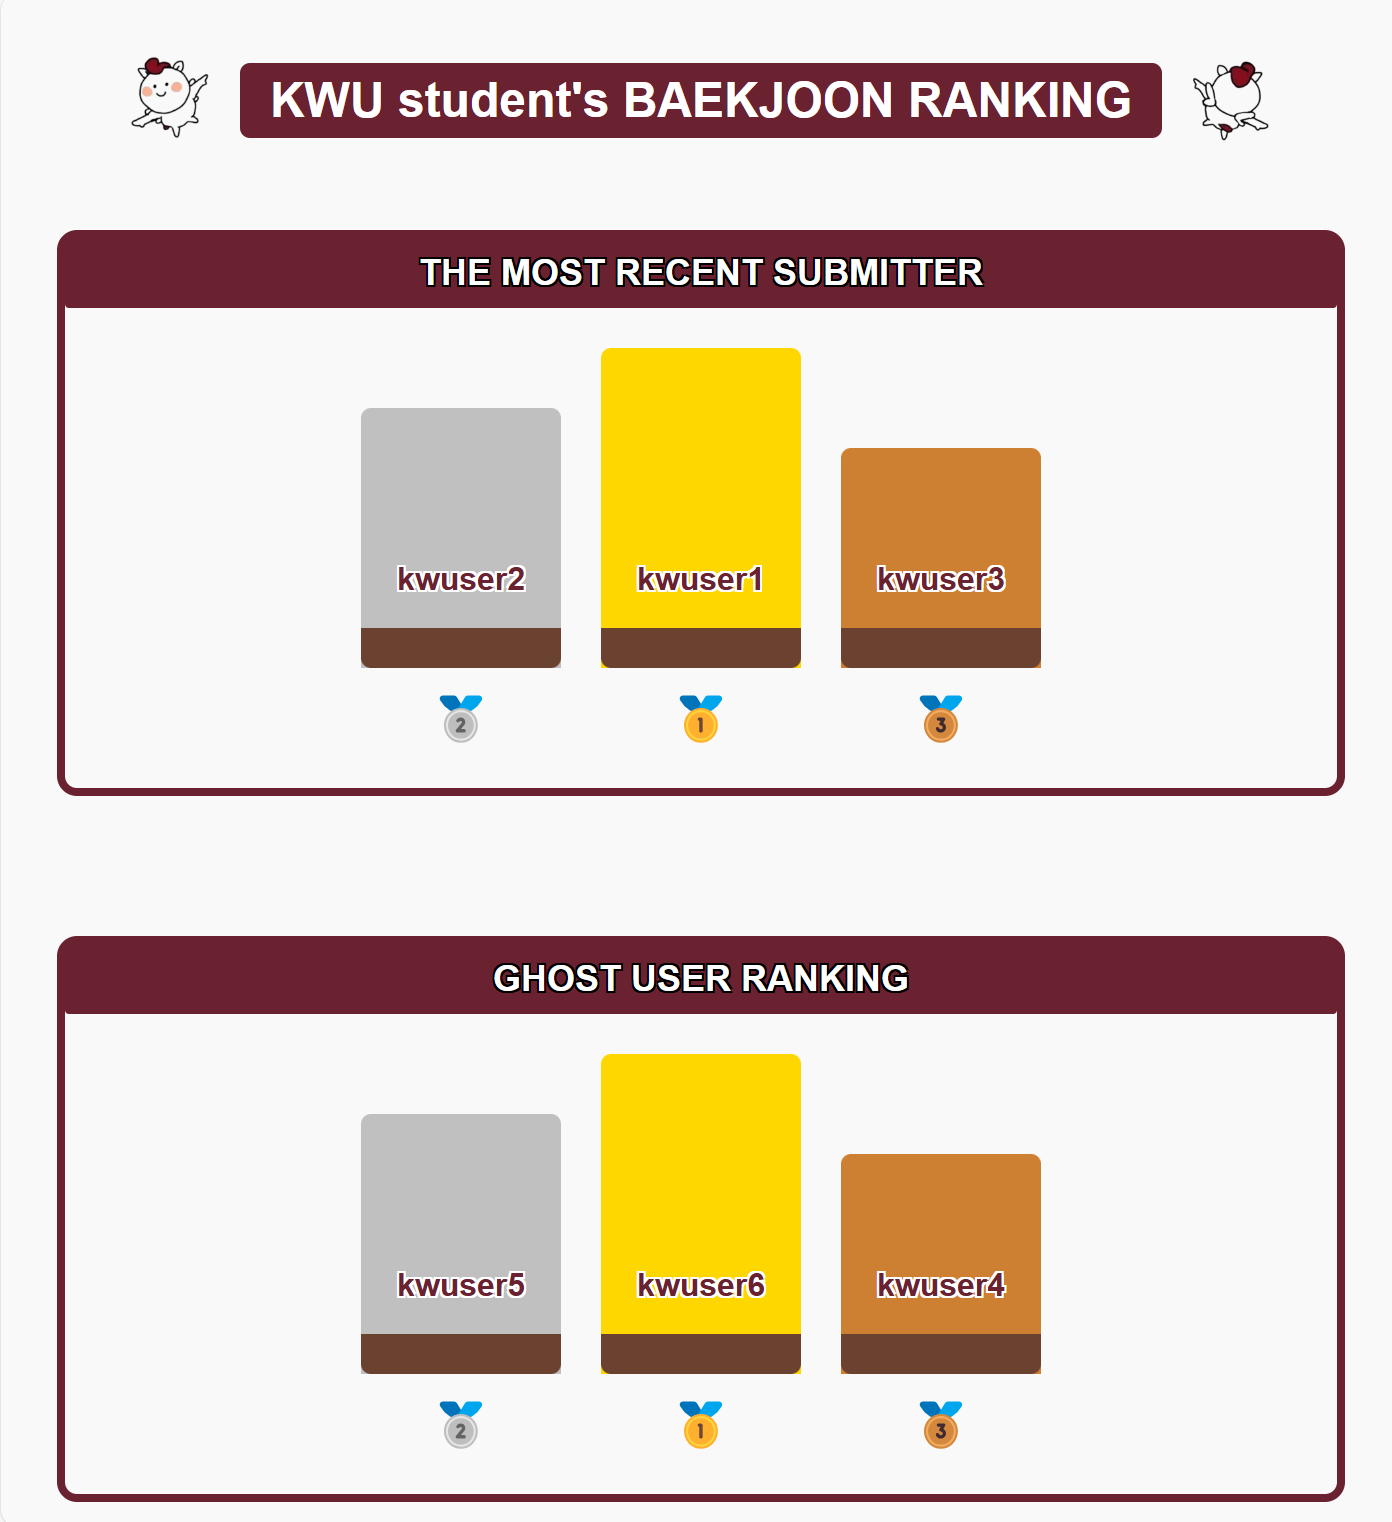 KWU student's BAEKJOON RANKING
THE MOST RECENT SUBMITTER
kwuser2
kwuser1
kwuser3
2
1
3
GHOST USER RANKING
kwuser5
kwuser6
kwuser4
2
1
3